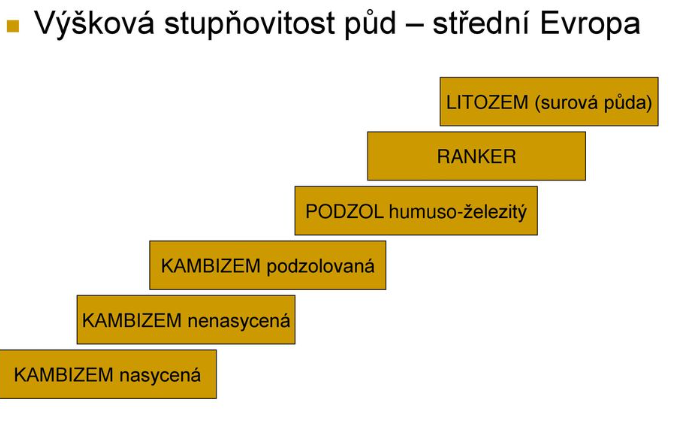 Výšková stupňovitost půd – střední Evropa
LITOZEM (surová půda)
RANKER
PODZOL humuso-železitý
KAMBIZEM podzolovaná
KAMBIZEM nenasycená
KAMBIZEM nasycená